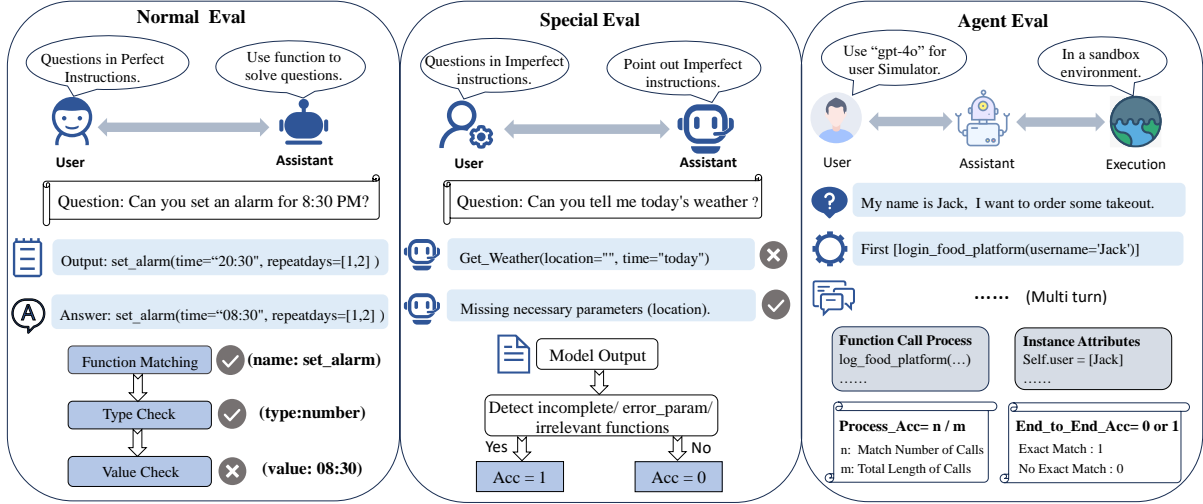 Normal Eval
Questions in Perfect
Instructions.
Use function to
solve questions.
User
Assistant
Question: Can you set an alarm for 8:30 PM?
Output: set_alarm(time=“20:30", repeatdays=[1,2] )
A
Answer: set_alarm(time=“08:30", repeatdays=[1,2] )
Function Matching
(name: set_alarm)
Type Check
(type:number)
Value Check
(value: 08:30)
Special Eval
Questions in Imperfect
instructions.
Point out Imperfect
instructions.
User
Assistant
Question: Can you tell me today's weather ?
Get_Weather(location="", time="today")
Missing necessary parameters (location).
Model Output
Detect incomplete/ error_param/
irrelevant functions
Yes
No
Acc = 1
Acc = 0
Agent Eval
Use “gpt-4o” for
user Simulator.
In a sandbox
environment.
User
Assistant
Execution
?
My name is Jack, I want to order some takeout.
First [login_food_platform(username='Jack')]
...... (Multi turn)
Function Call Process
log_food_platform(…)
......
Instance Attributes
Self.user = [Jack]
......
Process_Acc= n / m
n: Match Number of Calls
m: Total Length of Calls
End_to_End_Acc= 0 or 1
Exact Match : 1
No Exact Match : 0